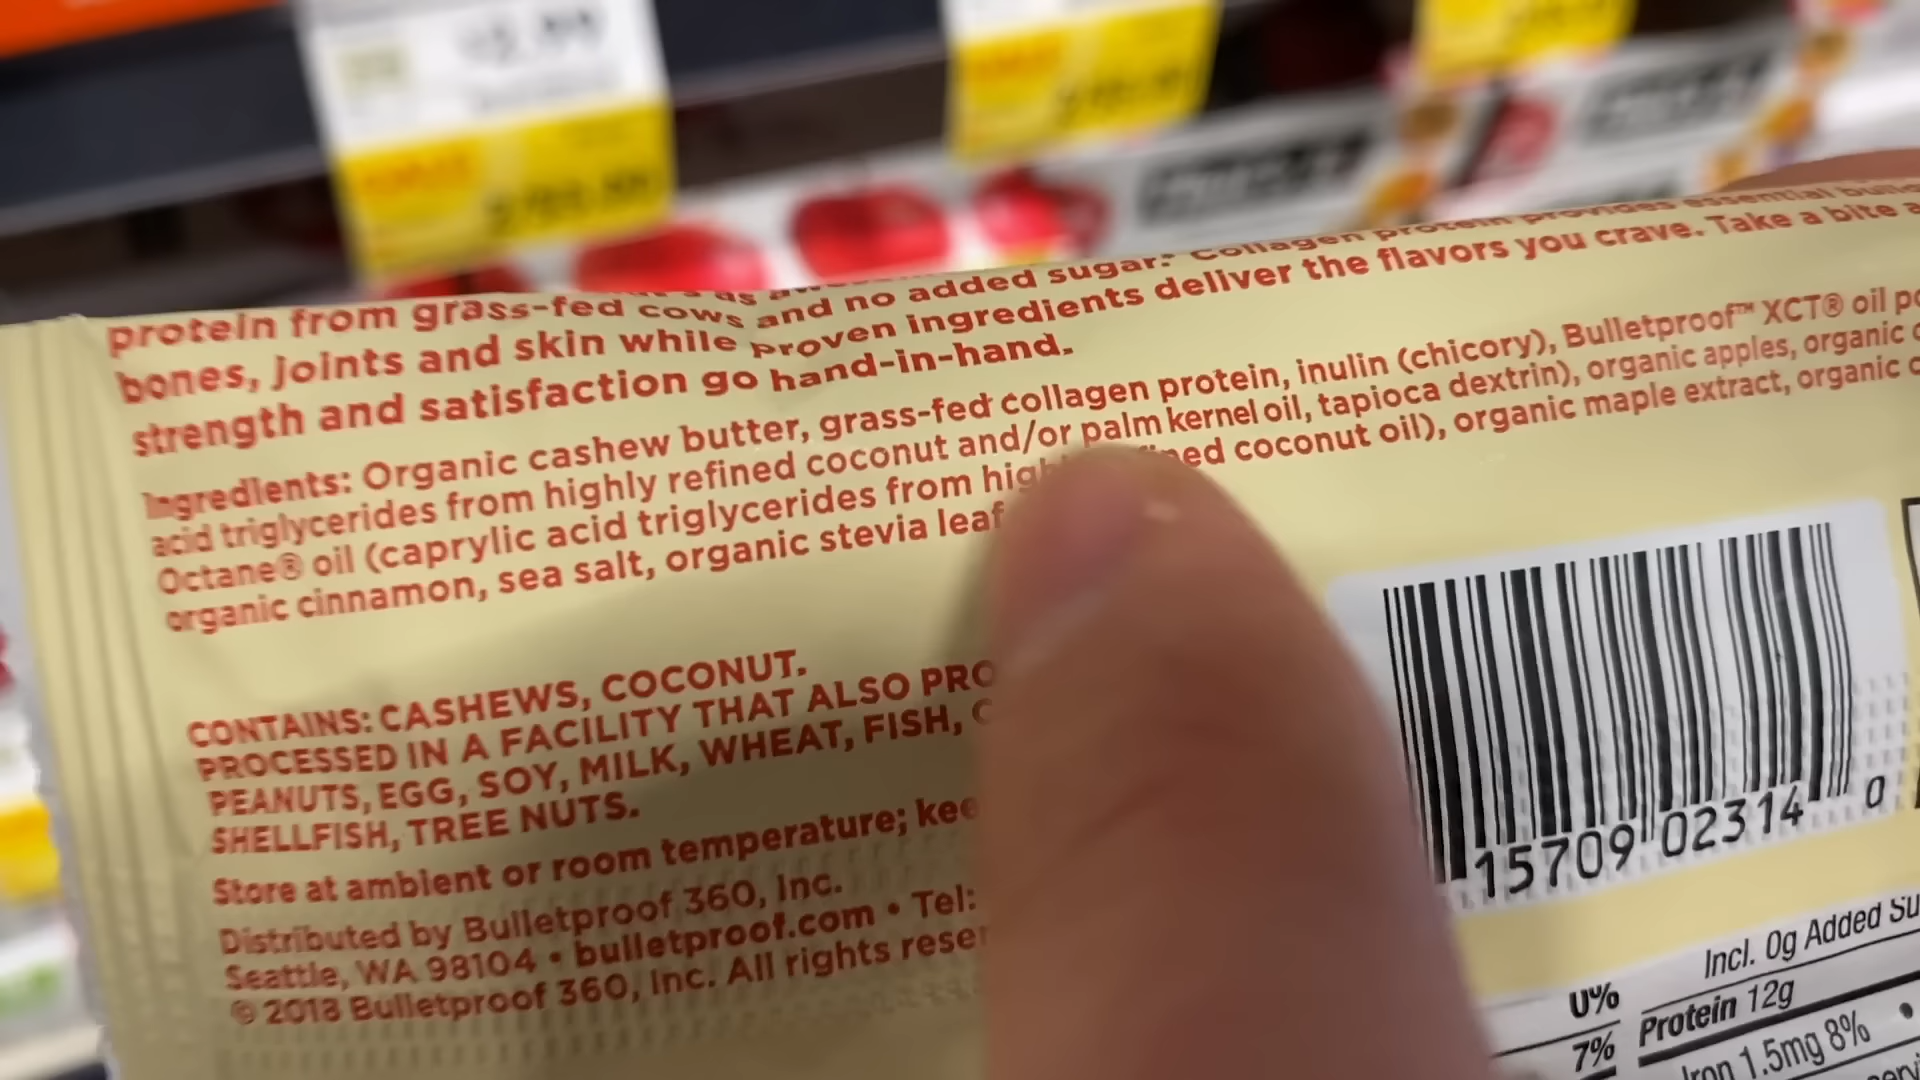 Collagen protein provides essential
protein from grass-fed cows and no added sugar.
bones, joints and skin while proven ingredients deliver the flavors you crave. Take a bite
strength and satisfaction go hand-in-hand.
Ingredients: Organic cashew butter, grass-fed collagen protein, inulin (chicory), Bulletproof™ XCT® oil
acid triglycerides from highly refined coconut and/or palm kernel oil, tapioca dextrin), organic apples, organic
Octane® oil (caprylic acid triglycerides from coconut oil), organic maple extract, organic
organic cinnamon, sea salt, organic stevia leaf
CONTAINS: CASHEWS, COCONUT.
PROCESSED IN A FACILITY THAT ALSO PRO
PEANUTS, EGG, SOY, MILK, WHEAT, FISH, C
SHELLFISH, TREE NUTS.
Store at ambient or room temperature; kee
Distributed by Bulletproof 360, Inc.
Seattle, WA 98104 • bulletproof.com • Tel:
© 2018 Bulletproof 360, Inc. All rights reser
15709 02314 0
Incl. 0g Added Su
0%
Protein 12g
7%
Iron 1.5mg 8% •